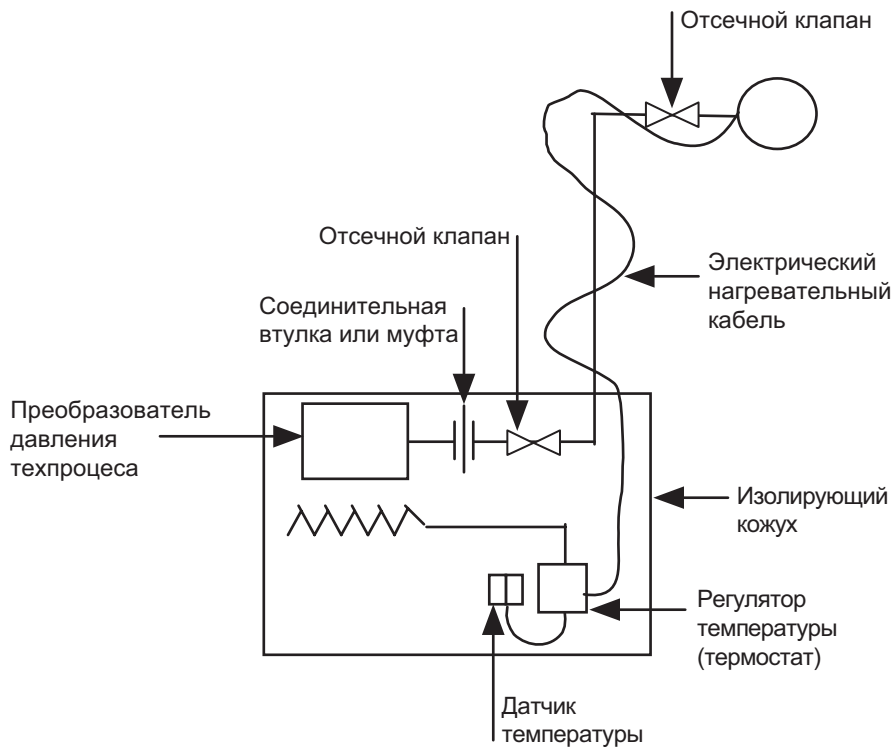 Отсечной клапан
Отсечной клапан
Электрический
нагревательный
кабель
Соединительная
втулка или муфта
Преобразователь
давления
техпроцеса
Изолирующий
кожух
Регулятор
температуры
(термостат)
Датчик
температуры